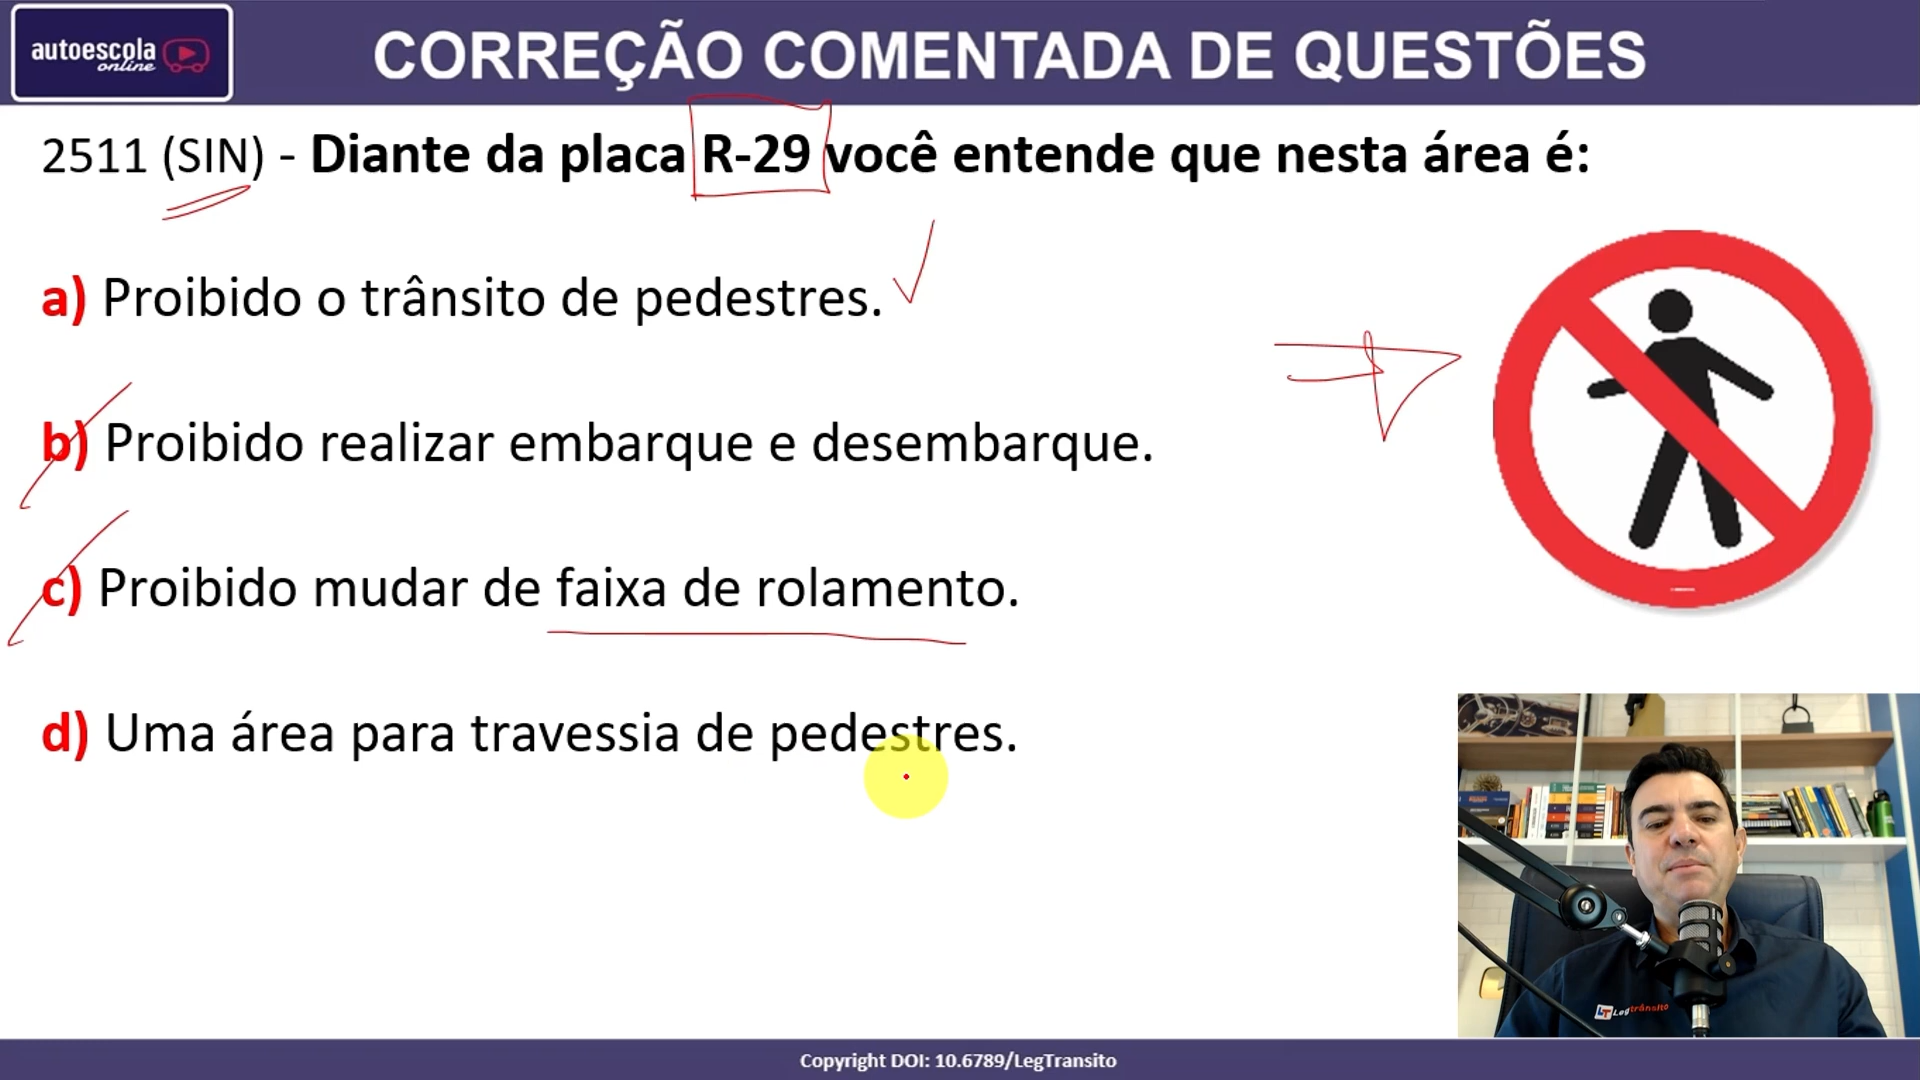 autoescola
online
CORREÇÃO COMENTADA DE QUESTÕES
2511 (SIN) - Diante da placa R-29 você entende que nesta área é:
a) Proibido o trânsito de pedestres.
b) Proibido realizar embarque e desembarque.
c) Proibido mudar de faixa de rolamento.
d) Uma área para travessia de pedestres.
LT Legtrânsito
Copyright DOI: 10.6789/LegTransito